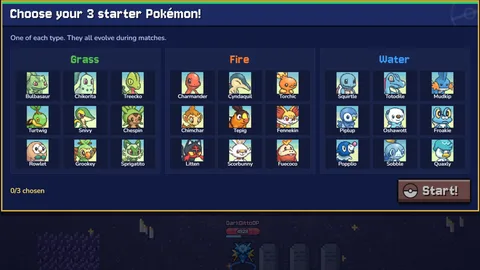 Choose your 3 starter Pokémon!
One of each type. They all evolve during matches.
Grass Fire Water
Bulbasaur Chikorita Treecko Charmander Cyndaquil Torchic Squirtle Totodile Mudkip
Turtwig Snivy Chespin Chimchar Tepig Fennekin Piplup Oshawott Froakie
Rowlet Grookey Sprigatito Litten Scorbunny Fuecoco Popplio Sobble Quaxly
0/3 chosen
Start!